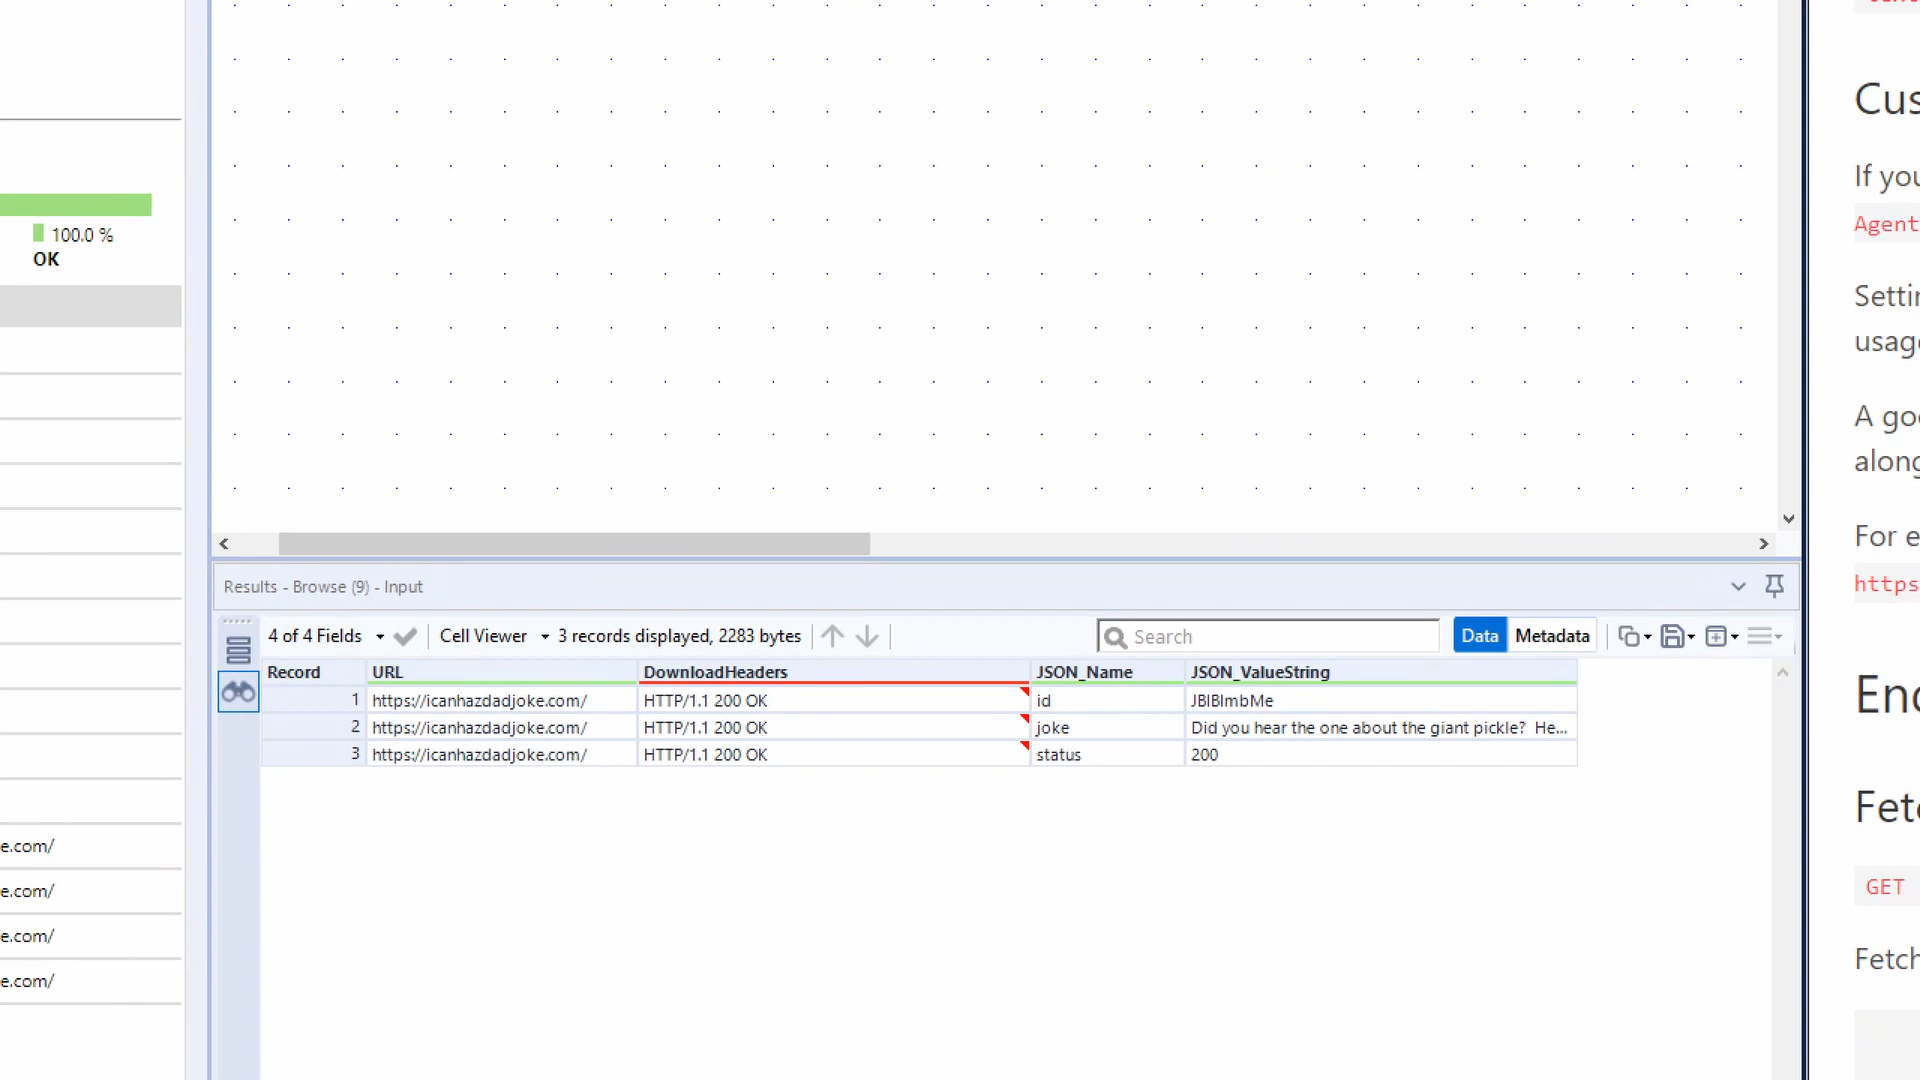 100.0 %
OK
e.com/
e.com/
e.com/
e.com/
Results - Browse (9) - Input
4 of 4 Fields
Cell Viewer
3 records displayed, 2283 bytes
Search
Data
Metadata
Record URL DownloadHeaders JSON_Name JSON_ValueString
1 https://icanhazdadjoke.com/ HTTP/1.1 200 OK id JBlBlmbMe
2 https://icanhazdadjoke.com/ HTTP/1.1 200 OK joke Did you hear the one about the giant pickle?  He...
3 https://icanhazdadjoke.com/ HTTP/1.1 200 OK status 200
Cus
If you
Agent
Settin
usage
A goo
along
For e
https
End
Fetc
GET
Fetch